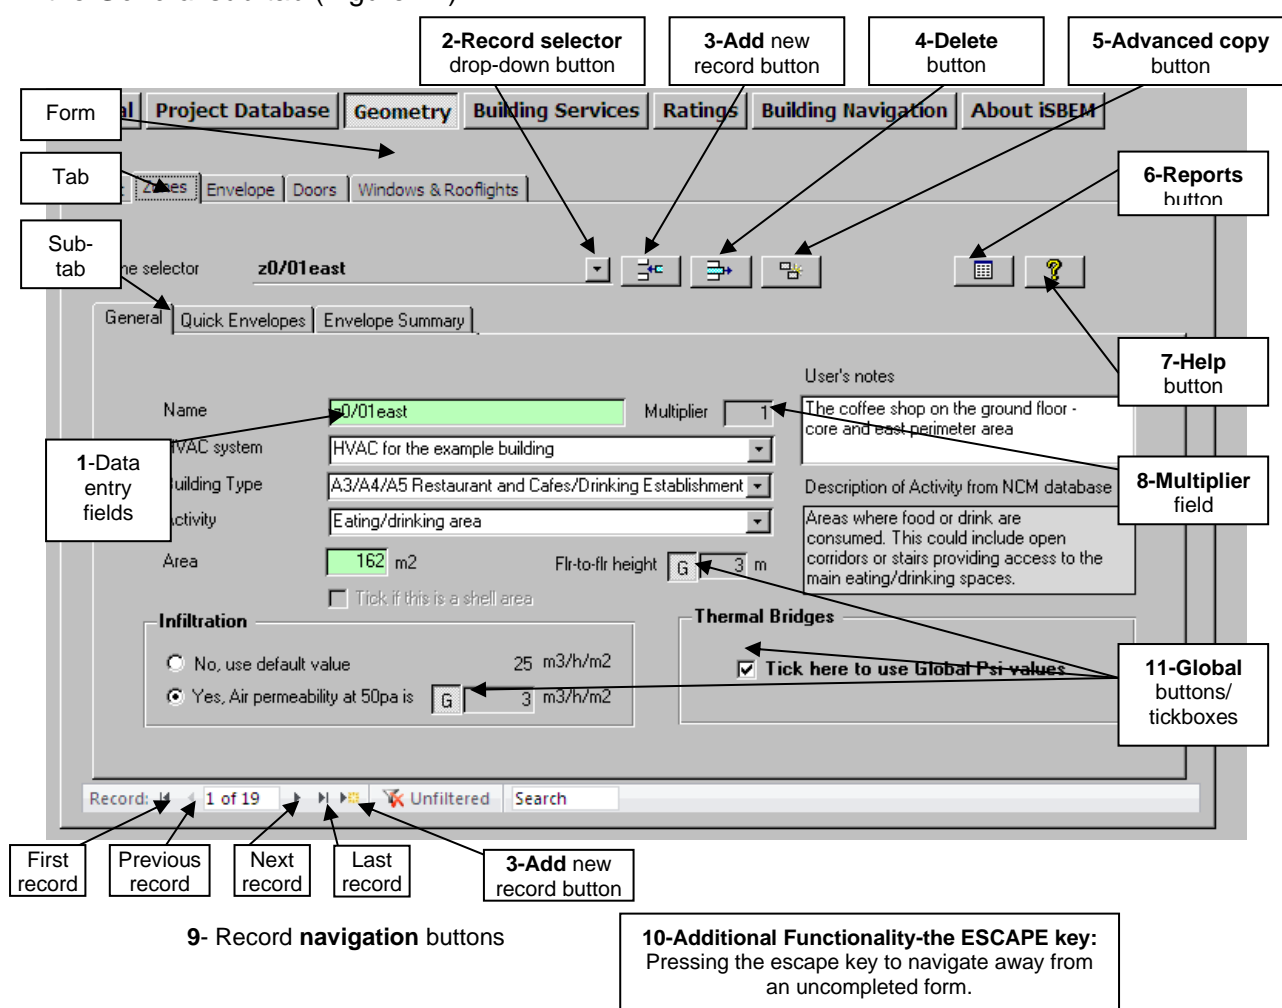 2-Record selector
drop-down button
3-Add new
record button
4-Delete
button
5-Advanced copy
button
Form
Project Database
Geometry
Building Services
Ratings
Building Navigation
About iSBEM
Tab
Zones
Envelope
Doors
Windows & Rooflights
6-Reports
button
Sub-
tab
selector
z0/01east
General
Quick Envelopes
Envelope Summary
7-Help
button
User's notes
Name
z0/01east
Multiplier
1
The coffee shop on the ground floor -
core and east perimeter area
1-Data
entry
fields
HVAC system
HVAC for the example building
Building Type
A3/A4/A5 Restaurant and Cafes/Drinking Establishment
Description of Activity from NCM database
8-Multiplier
field
Activity
Eating/drinking area
Areas where food or drink are
consumed. This could include open
corridors or stairs providing access to the
main eating/drinking spaces.
Area
162 m2
Flr-to-flr height
G
3 m
Tick if this is a shell area
Infiltration
Thermal Bridges
No, use default value
25 m3/h/m2
Tick here to use Global Psi values
11-Global
buttons/
tickboxes
Yes, Air permeability at 50pa is
G
3 m3/h/m2
Record:
1 of 19
Unfiltered
Search
First
record
Previous
record
Next
record
Last
record
3-Add new
record button
9- Record navigation buttons
10-Additional Functionality-the ESCAPE key:
Pressing the escape key to navigate away from
an uncompleted form.